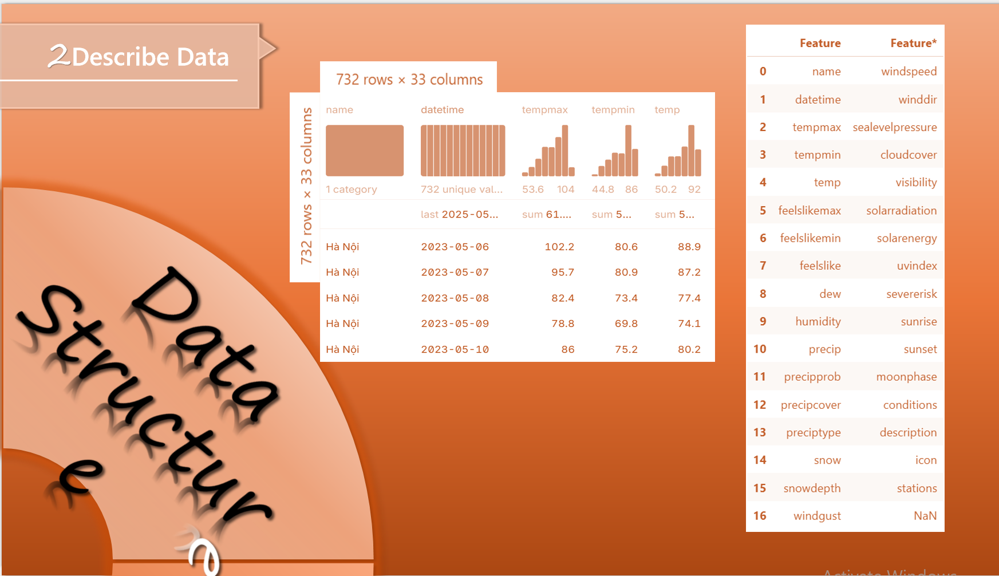 2 Describe Data
732 rows × 33 columns
732 rows × 33 columns
name datetime tempmax tempmin temp
1 category 732 unique val... 53.6 104 44.8 86 50.2 92
last 2025-05... sum 61.... sum 5... sum 5...
Hà Nội 2023-05-06 102.2 80.6 88.9
Hà Nội 2023-05-07 95.7 80.9 87.2
Hà Nội 2023-05-08 82.4 73.4 77.4
Hà Nội 2023-05-09 78.8 69.8 74.1
Hà Nội 2023-05-10 86 75.2 80.2
Feature Feature*
0 name windspeed
1 datetime winddir
2 tempmax sealevelpressure
3 tempmin cloudcover
4 temp visibility
5 feelslikemax solarradiation
6 feelslikemin solarenergy
7 feelslike uvindex
8 dew severerisk
9 humidity sunrise
10 precip sunset
11 precipprob moonphase
12 precipcover conditions
13 preciptype description
14 snow icon
15 snowdepth stations
16 windgust NaN
Data
Structur
e
Activate Windows